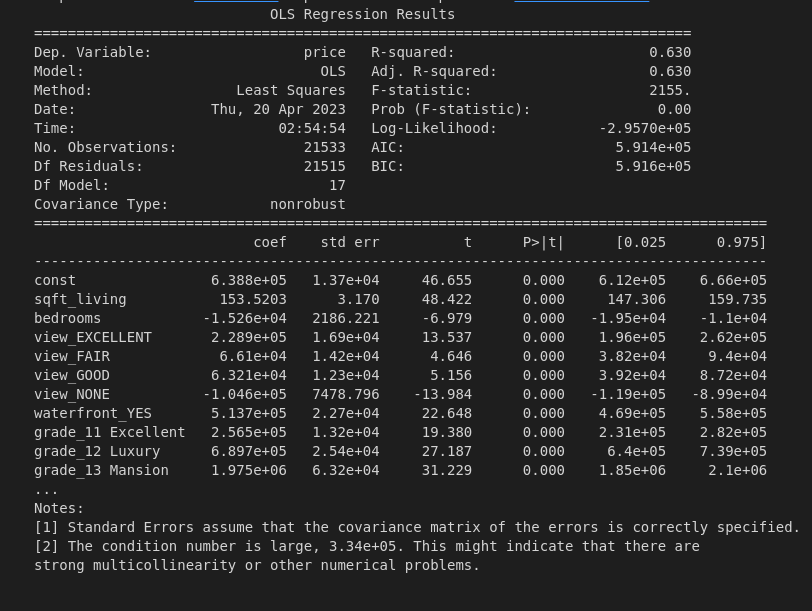 OLS Regression Results
==============================================================================
Dep. Variable: price R-squared: 0.630
Model: OLS Adj. R-squared: 0.630
Method: Least Squares F-statistic: 2155.
Date: Thu, 20 Apr 2023 Prob (F-statistic): 0.00
Time: 02:54:54 Log-Likelihood: -2.9570e+05
No. Observations: 21533 AIC: 5.914e+05
Df Residuals: 21515 BIC: 5.916e+05
Df Model: 17
Covariance Type: nonrobust
=======================================================================================
coef std err t P>|t| [0.025 0.975]
---------------------------------------------------------------------------------------
const 6.388e+05 1.37e+04 46.655 0.000 6.12e+05 6.66e+05
sqft_living 153.5203 3.170 48.422 0.000 147.306 159.735
bedrooms -1.526e+04 2186.221 -6.979 0.000 -1.95e+04 -1.1e+04
view_EXCELLENT 2.289e+05 1.69e+04 13.537 0.000 1.96e+05 2.62e+05
view_FAIR 6.61e+04 1.42e+04 4.646 0.000 3.82e+04 9.4e+04
view_GOOD 6.321e+04 1.23e+04 5.156 0.000 3.92e+04 8.72e+04
view_NONE -1.046e+05 7478.796 -13.984 0.000 -1.19e+05 -8.99e+04
waterfront_YES 5.137e+05 2.27e+04 22.648 0.000 4.69e+05 5.58e+05
grade_11 Excellent 2.565e+05 1.32e+04 19.380 0.000 2.31e+05 2.82e+05
grade_12 Luxury 6.897e+05 2.54e+04 27.187 0.000 6.4e+05 7.39e+05
grade_13 Mansion 1.975e+06 6.32e+04 31.229 0.000 1.85e+06 2.1e+06
...
Notes:
[1] Standard Errors assume that the covariance matrix of the errors is correctly specified.
[2] The condition number is large, 3.34e+05. This might indicate that there are
strong multicollinearity or other numerical problems.